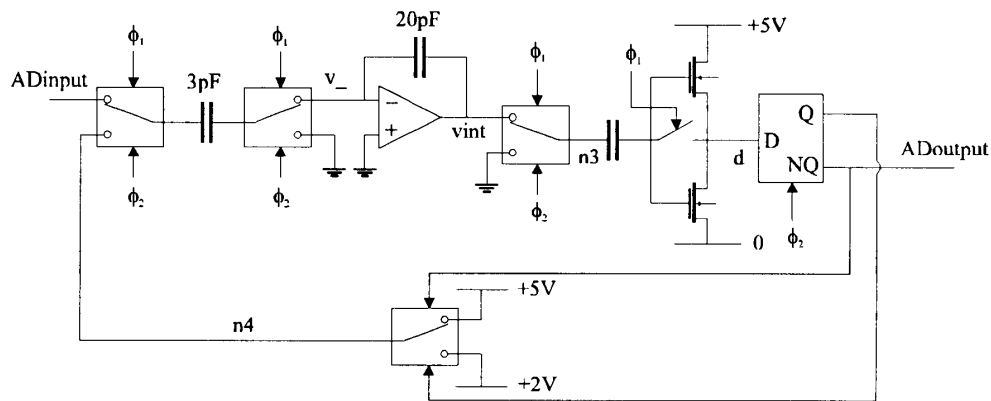 +5V
20pF
ϕ₁
ϕ₁
ϕ₁
ϕ₁
ADinput
3pF
v_
−
+
vint
n3
d
D
Q
NQ
ADoutput
ϕ₂
ϕ₂
ϕ₂
ϕ₂
0
+5V
n4
+2V